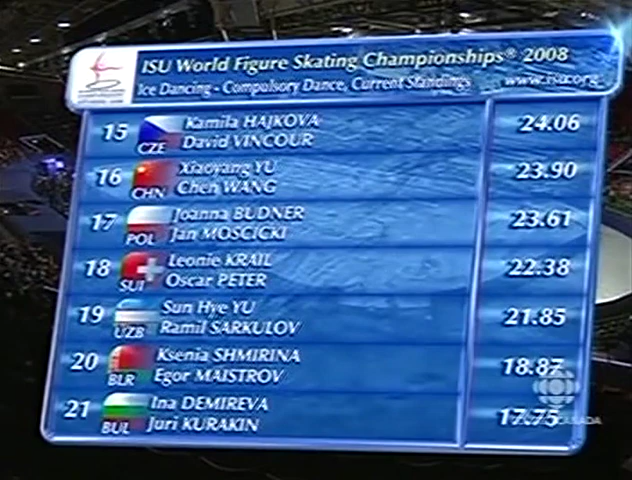 ISU World Figure Skating Championships® 2008
Ice Dancing - Compulsory Dance, Current Standings www.isu.org
15 CZE Kamila HAJKOVA David VINCOUR 24.06
16 CHN Xiaoyang YU Chen WANG 23.90
17 POL Joanna BUDNER Jan MOSCICKI 23.61
18 SUI Leonie KRAIL Oscar PETER 22.38
19 UZB Sun Hye YU Ramil SARKULOV 21.85
20 BLR Ksenia SHMIRINA Egor MAISTROV 18.87
21 BUL Ina DEMIREVA Juri KURAKIN 17.75
CANADA